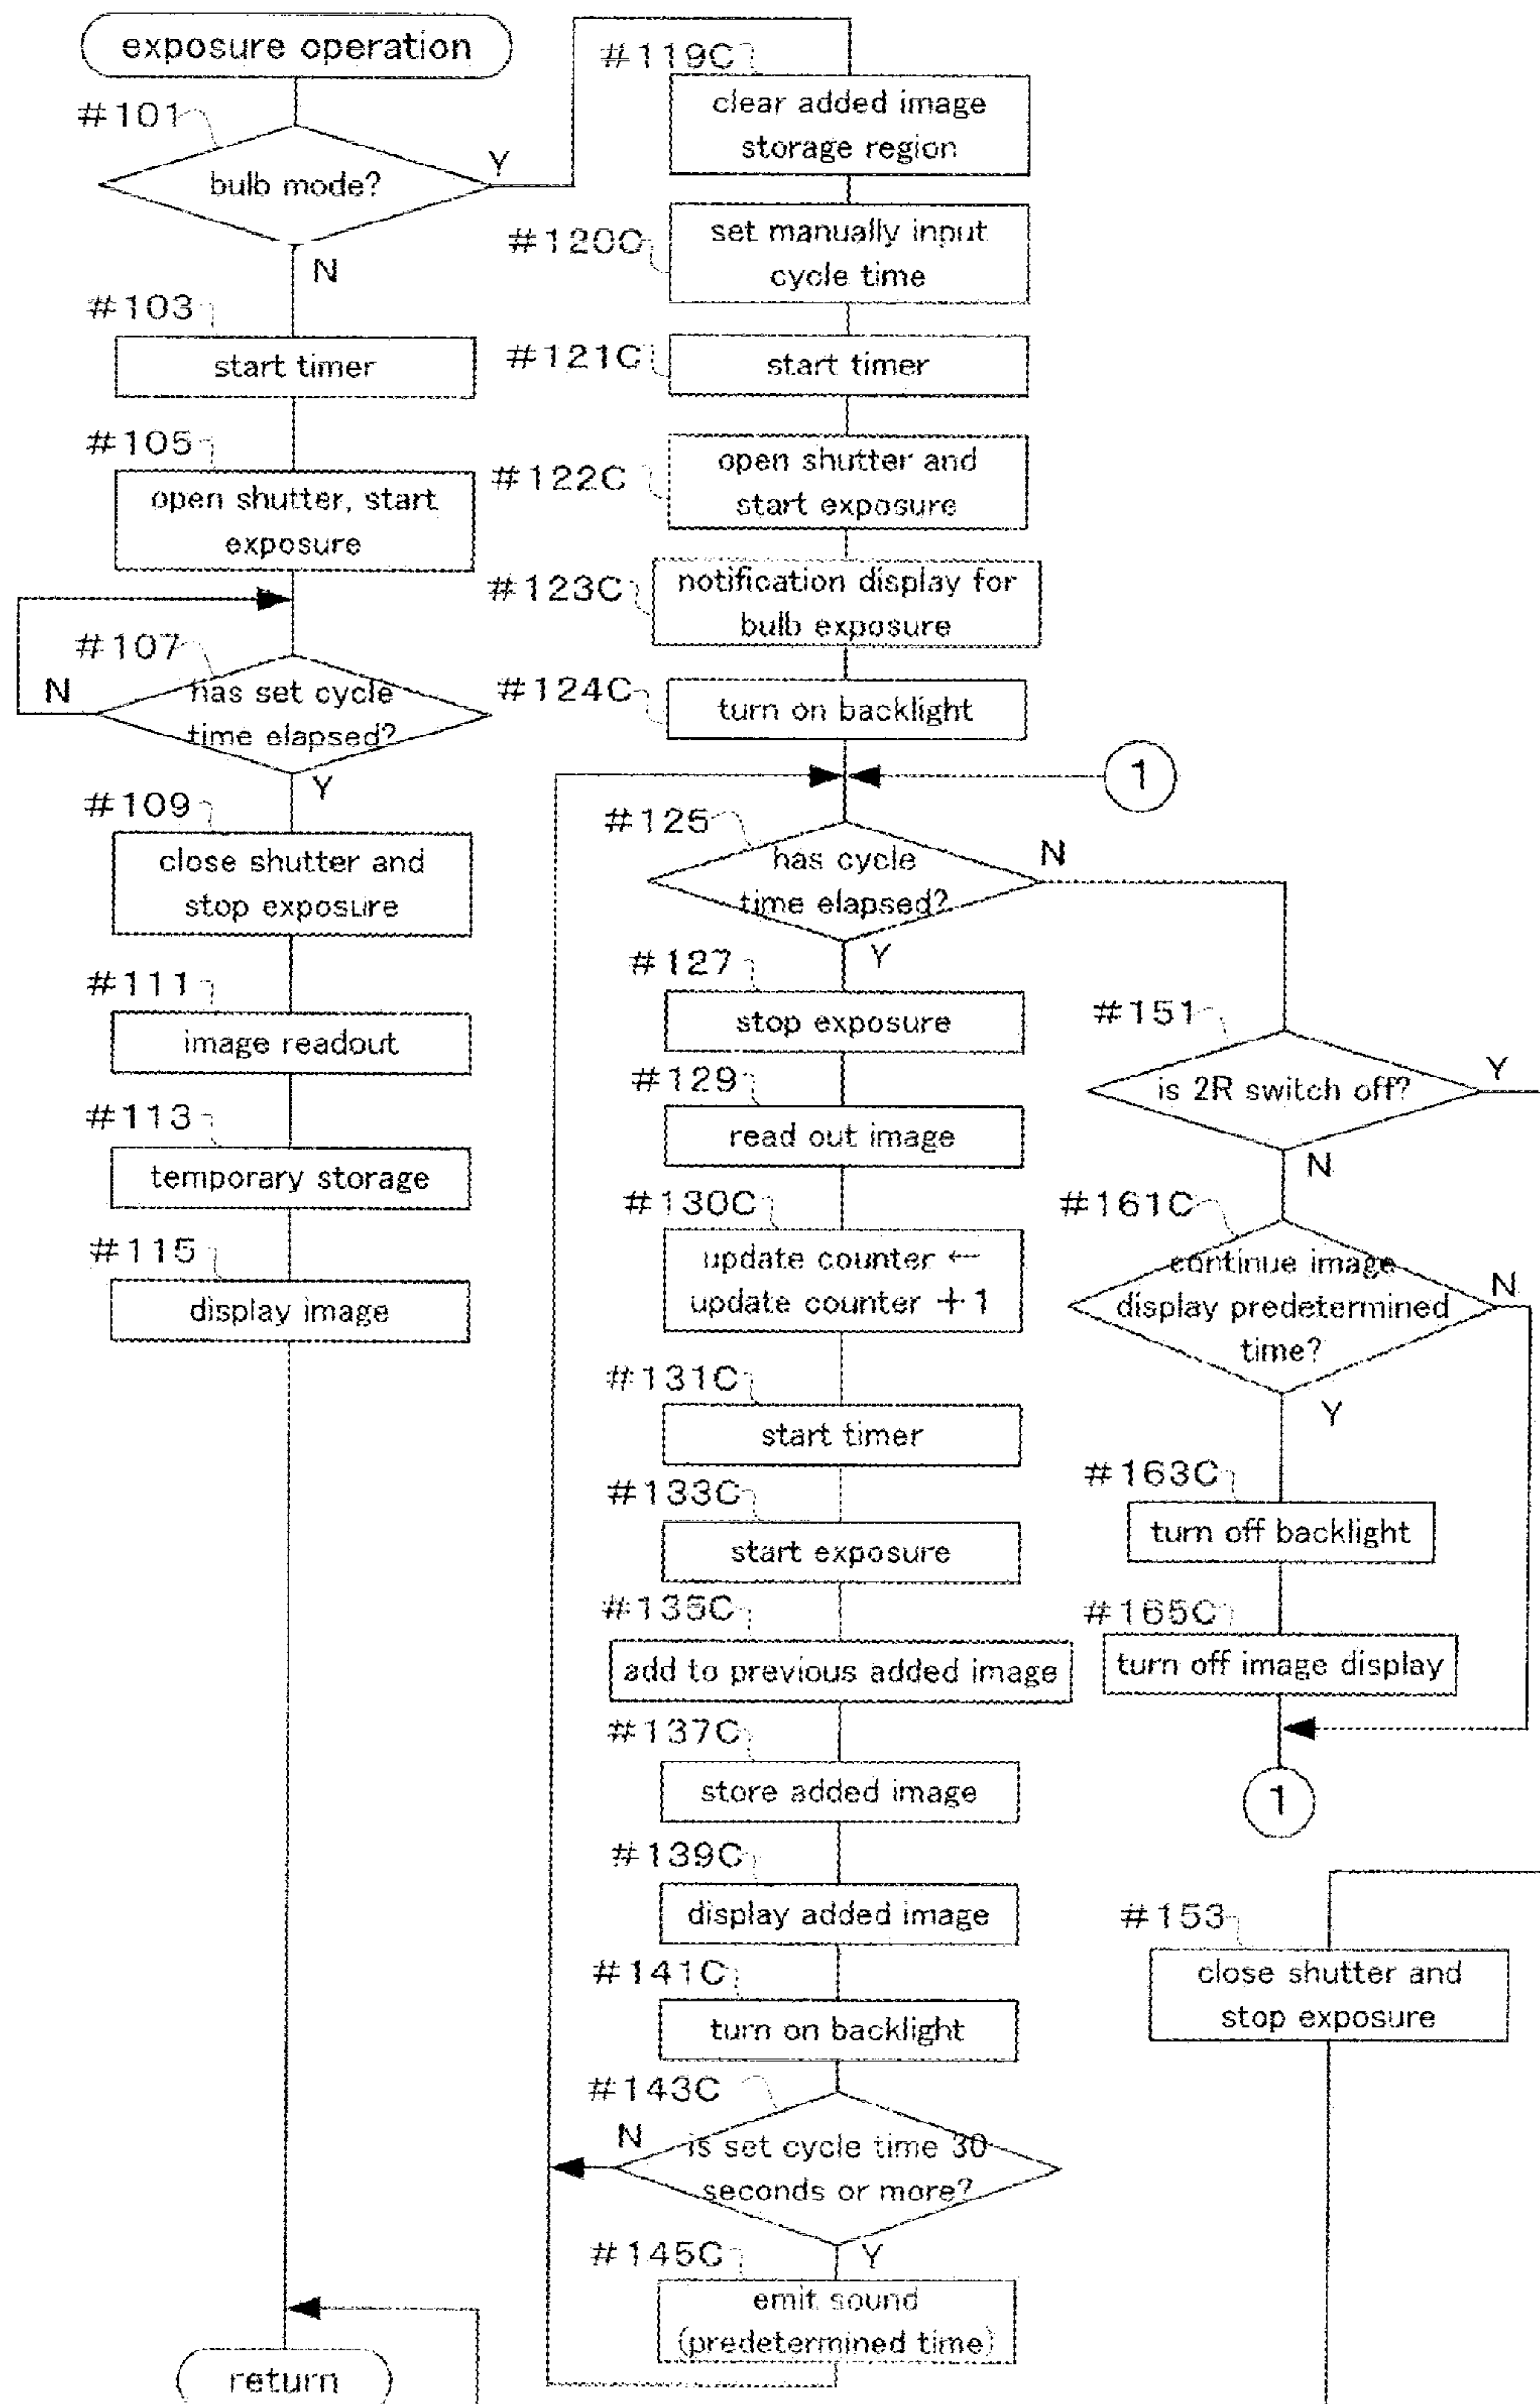 exposure operation
#101
bulb mode?
Y
N
#103
start timer
#105
open shutter, start
exposure
#107
has set cycle
time elapsed?
N
Y
#109
close shutter and
stop exposure
#111
image readout
#113
temporary storage
#115
display image
return
#119C
clear added image
storage region
#120C
set manually input
cycle time
#121C
start timer
#122C
open shutter and
start exposure
#123C
notification display for
bulb exposure
#124C
turn on backlight
1
#125
has cycle
time elapsed?
N
Y
#127
stop exposure
#129
read out image
#130C
update counter ←
update counter +1
#131C
start timer
#133C
start exposure
#135C
add to previous added image
#137C
store added image
#139C
display added image
#141C
turn on backlight
#143C
is set cycle time 30
seconds or more?
N
Y
#145C
emit sound
(predetermined time)
#151
is 2R switch off?
Y
N
#161C
continue image
display predetermined
time?
N
Y
#163C
turn off backlight
#165C
turn off image display
1
#153
close shutter and
stop exposure